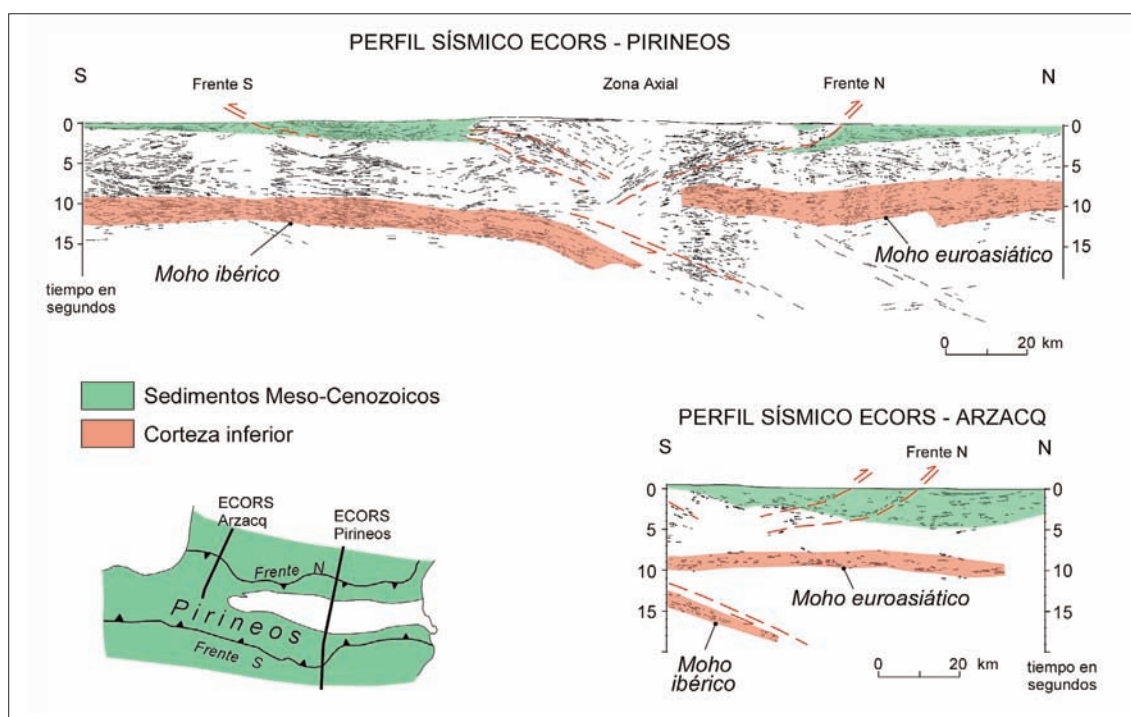 PERFIL SÍSMICO ECORS - PIRINEOS
S
Frente S
Zona Axial
Frente N
N
0
5
10
15
tiempo en
segundos
Moho ibérico
0
5
10
15
Moho euroasiático
0 20 km
Sedimentos Meso-Cenozoicos
Corteza inferior
ECORS
Arzacq
ECORS
Pirineos
Frente N
Pirineos
Frente S
PERFIL SÍSMICO ECORS - ARZACQ
S
Frente N
N
0
5
10
15
Moho euroasiático
Moho
ibérico
0 20
km
0
5
10
15
tiempo en
segundos